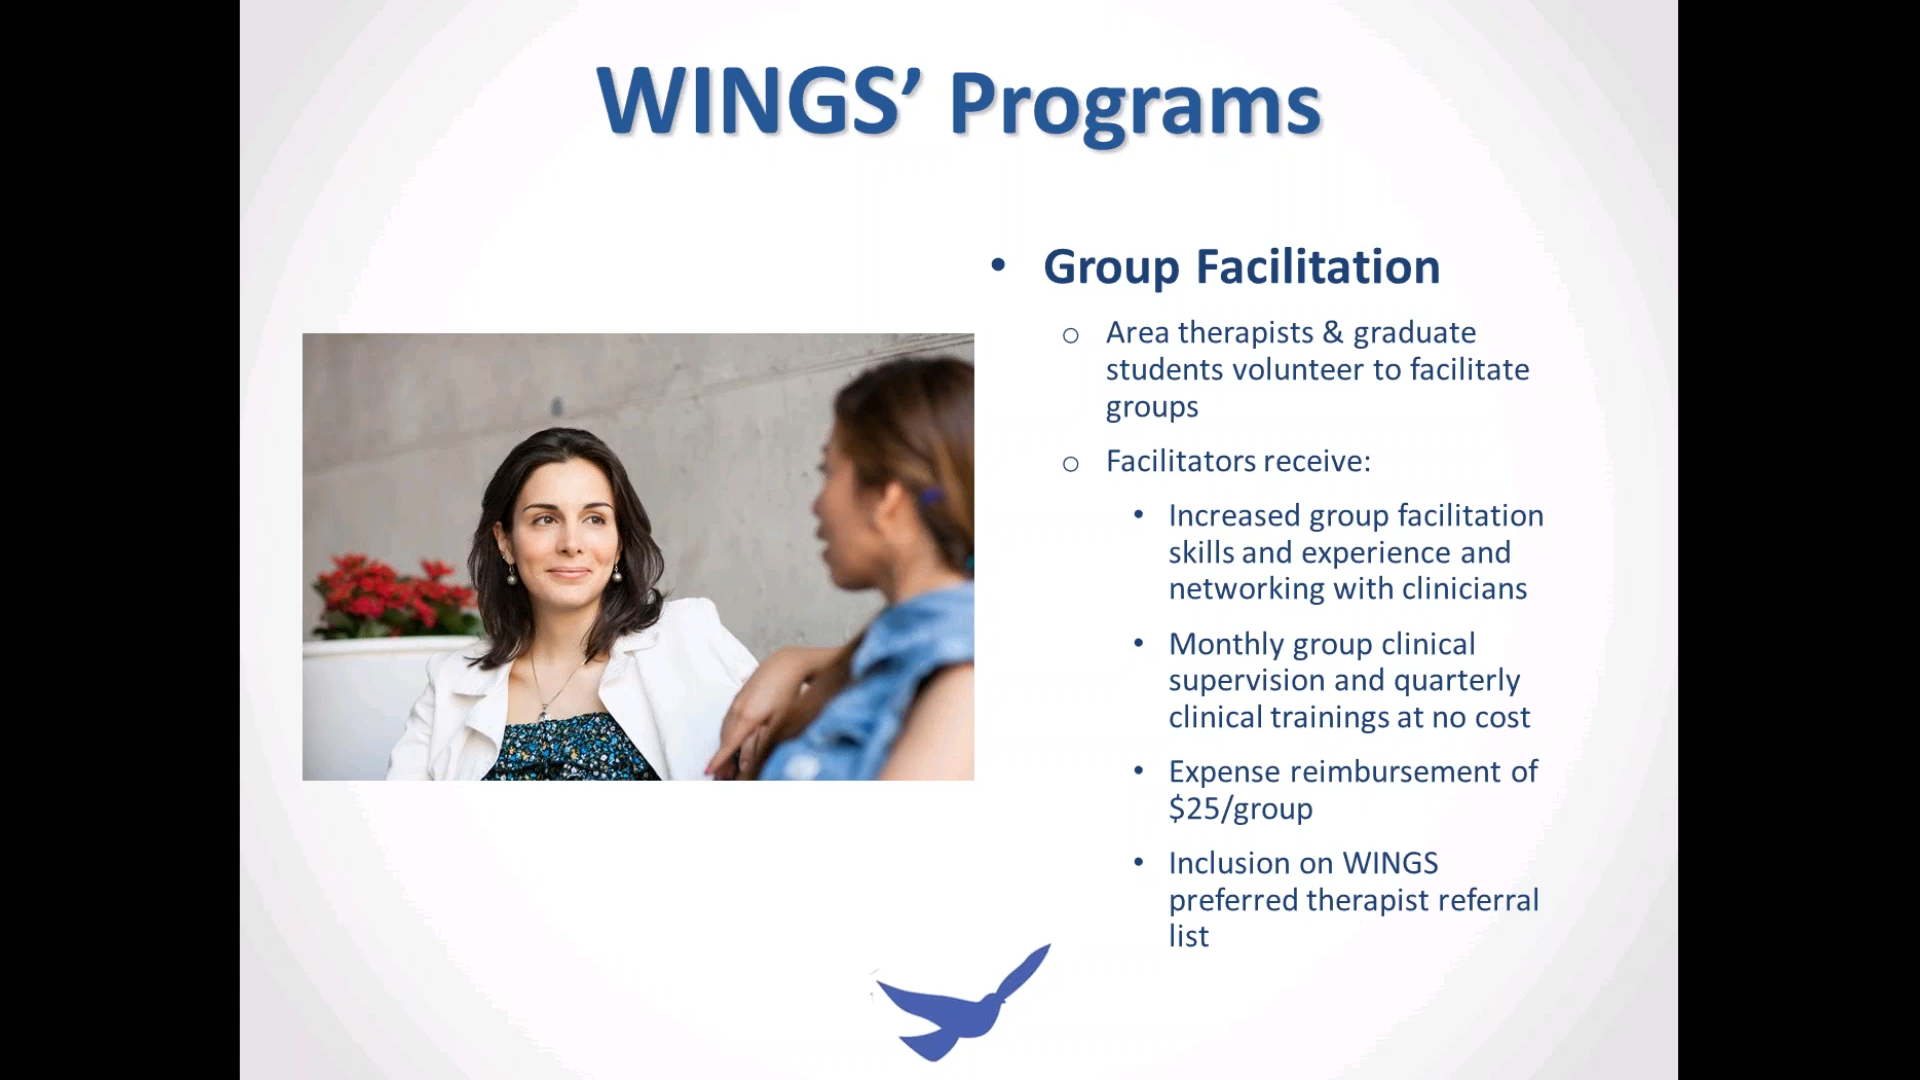 WINGS’ Programs
• Group Facilitation
o Area therapists & graduate
students volunteer to facilitate
groups
o Facilitators receive:
• Increased group facilitation
skills and experience and
networking with clinicians
• Monthly group clinical
supervision and quarterly
clinical trainings at no cost
• Expense reimbursement of
$25/group
• Inclusion on WINGS
preferred therapist referral
list